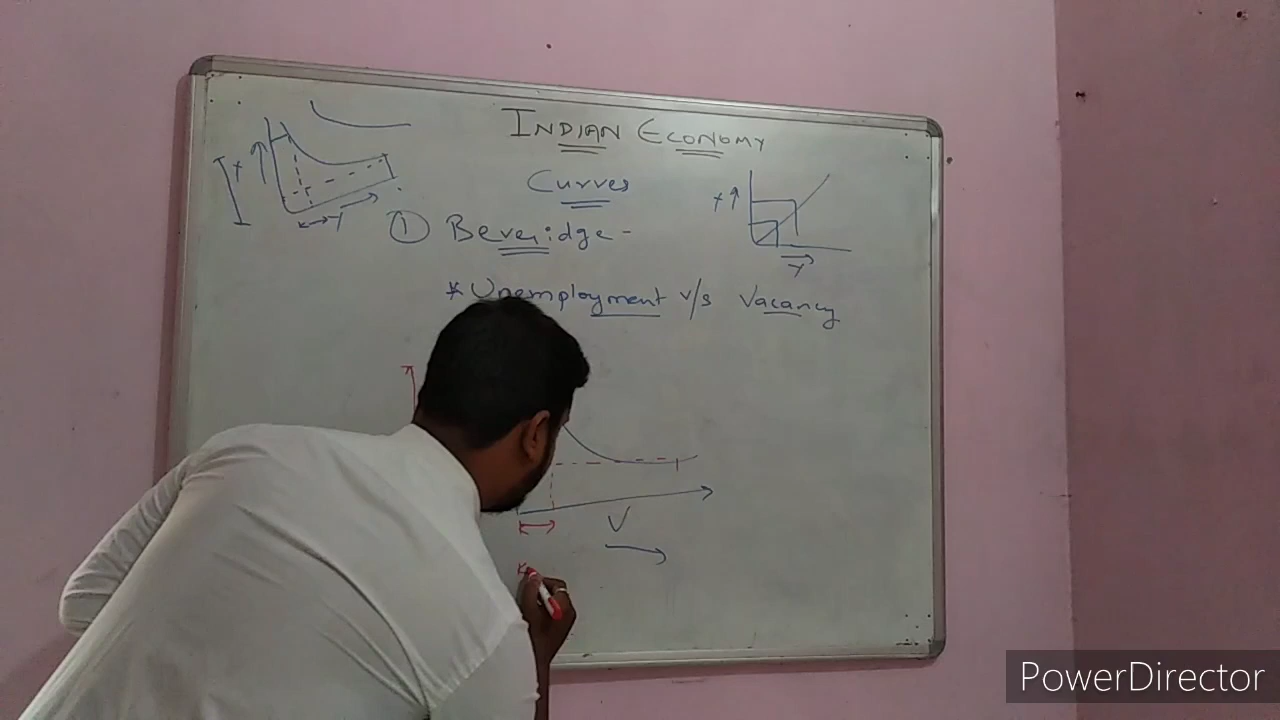 INDIAN ECONOMY
Curves
① Beveridge -
* Unemployment v/s Vacancy
x
y
x
y
V
PowerDirector